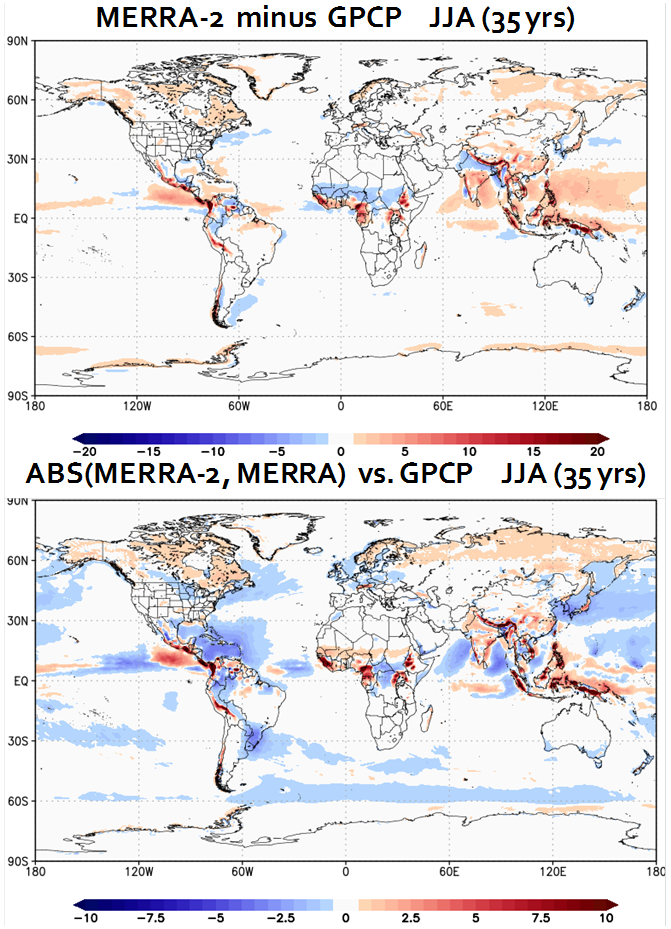 MERRA-2 minus GPCP JJA (35 yrs)
90N
60N
30N
EQ
30S
60S
90S
180 120W 60W 0 60E 120E 180
−20 −15 −10 −5 0 5 10 15 20
ABS(MERRA-2, MERRA) vs. GPCP JJA (35 yrs)
90N
60N
30N
EQ
30S
60S
90S
180 120W 60W 0 60E 120E 180
−10 −7.5 −5 −2.5 0 2.5 5 7.5 10